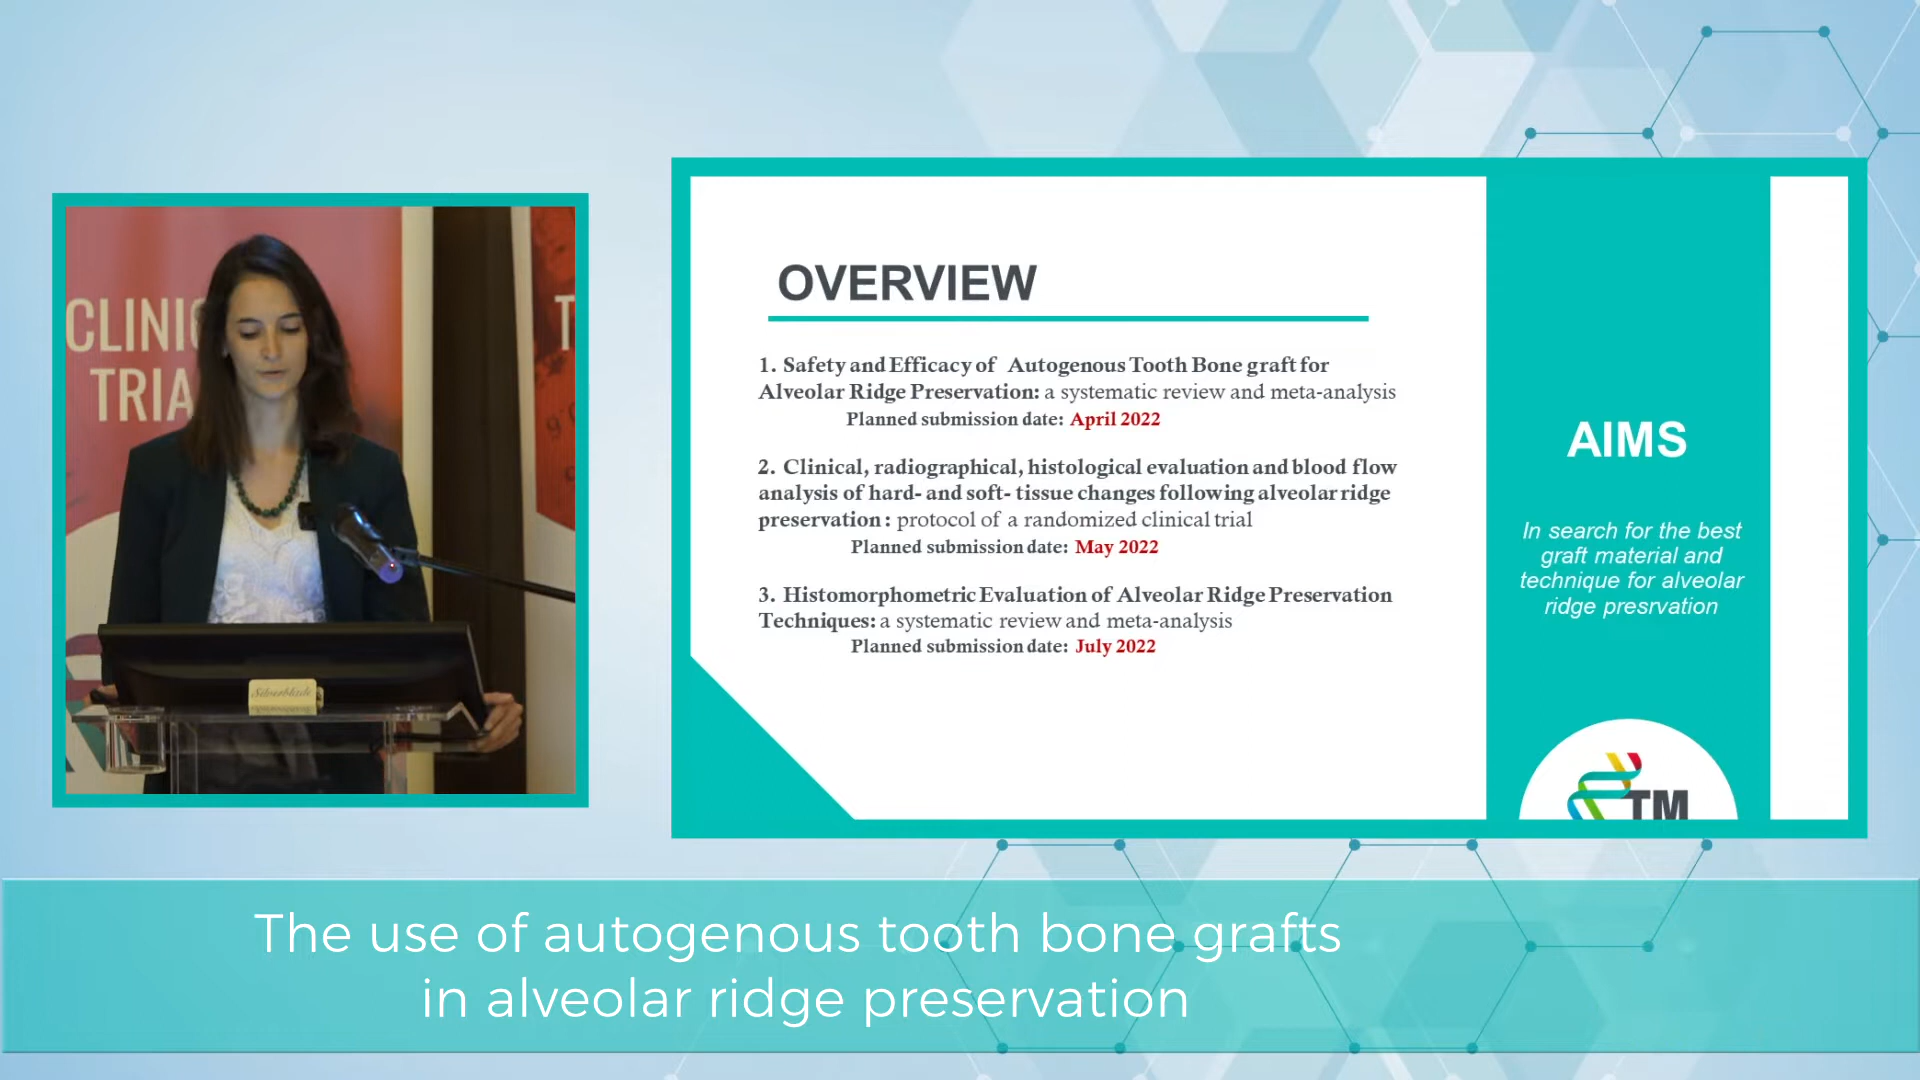 CLINIC
TRIA
T
Silverblade
OVERVIEW
1. Safety and Efficacy of Autogenous Tooth Bone graft for
Alveolar Ridge Preservation: a systematic review and meta-analysis
Planned submission date: April 2022
2. Clinical, radiographical, histological evaluation and blood flow
analysis of hard- and soft- tissue changes following alveolar ridge
preservation : protocol of a randomized clinical trial
Planned submission date: May 2022
3. Histomorphometric Evaluation of Alveolar Ridge Preservation
Techniques: a systematic review and meta-analysis
Planned submission date: July 2022
AIMS
In search for the best
graft material and
technique for alveolar
ridge presrvation
TM
The use of autogenous tooth bone grafts
in alveolar ridge preservation